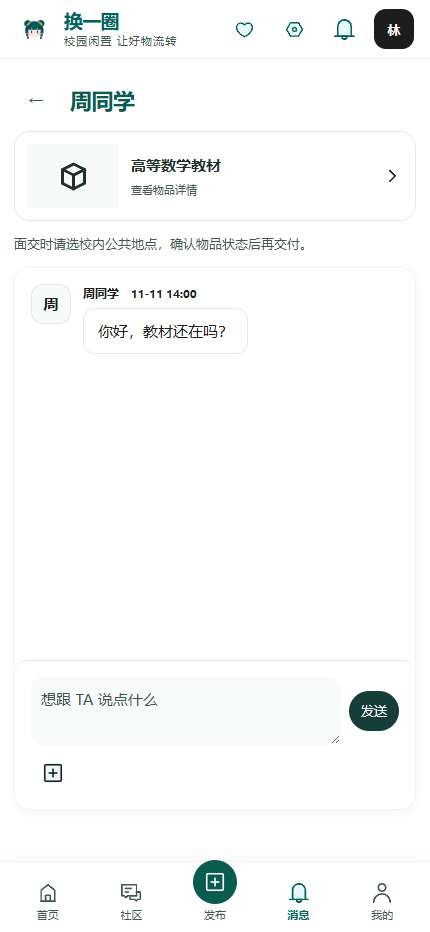 换一圈
校园闲置 让好物流转
林
← 周同学
高等数学教材
查看物品详情
面交时请选校内公共地点，确认物品状态后再交付。
周
周同学 11-11 14:00
你好，教材还在吗？
想跟 TA 说点什么
发送
首页
社区
发布
消息
我的